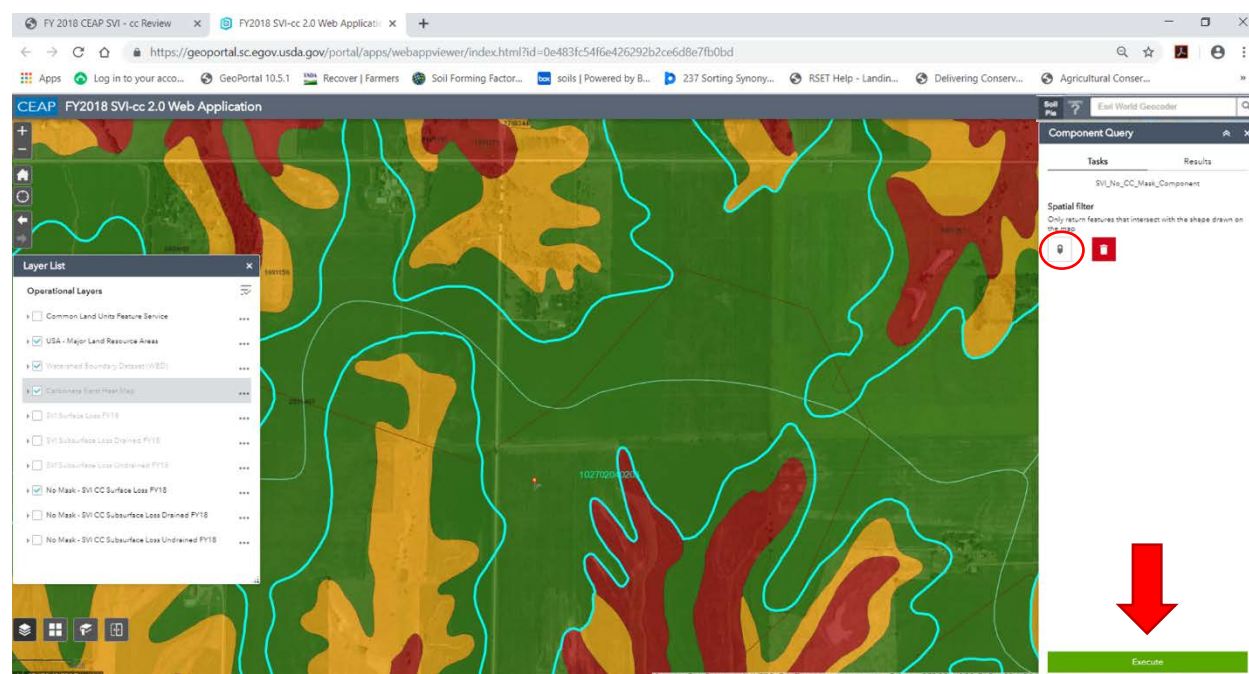 FY 2018 CEAP SVI - cc Review
FY2018 SVI-cc 2.0 Web Applicatio
https://geoportal.sc.egov.usda.gov/portal/apps/webappviewer/index.html?id=0e483fc54f6e426292b2ce6d8e7fb0bd
Apps Log in to your acco... GeoPortal 10.5.1 Recover | Farmers Soil Forming Factor... box soils | Powered by B... 237 Sorting Synony... RSET Help - Landin... Delivering Conserv... Agricultural Conser... »
CEAP FY2018 SVI-cc 2.0 Web Application
Soil Pie
Esri World Geocoder
Component Query
Tasks Results
SVI_No_CC_Mask_Component
Spatial filter
Only return features that intersect with the shape drawn on
the map
Layer List
Operational Layers
Common Land Units Feature Service
USA - Major Land Resource Areas
Watershed Boundary Dataset (WBD)
Carbonate Karst Heat Map
SVI Surface Loss FY18
SVI Subsurface Loss Drained FY18
SVI Subsurface Loss Undrained FY18
No Mask - SVI CC Surface Loss FY18
No Mask - SVI CC Subsurface Loss Drained FY18
No Mask - SVI CC Subsurface Loss Undrained FY18
102702040205
Execute